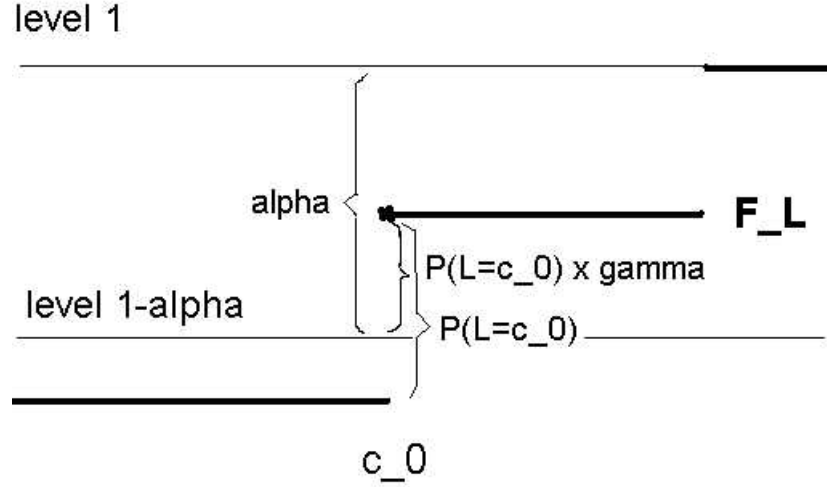 level 1
alpha
F_L
P(L=c_0) x gamma
level 1-alpha
P(L=c_0)
c_0